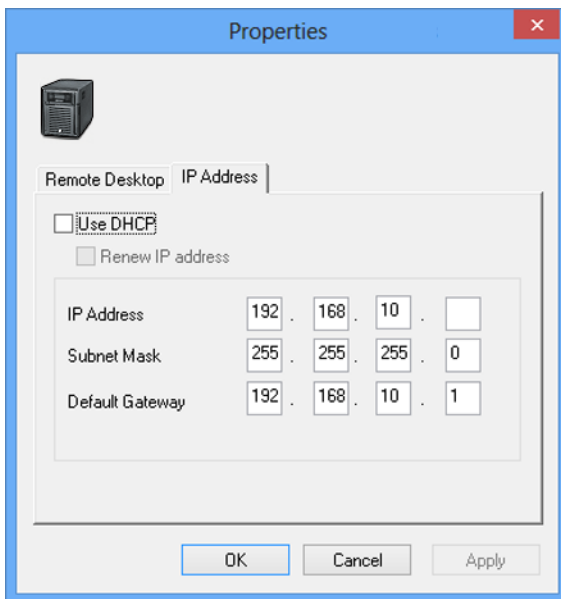 Properties
Remote Desktop IP Address
Use DHCP
Renew IP address
IP Address 192 . 168 . 10 .
Subnet Mask 255 . 255 . 255 . 0
Default Gateway 192 . 168 . 10 . 1
OK Cancel Apply